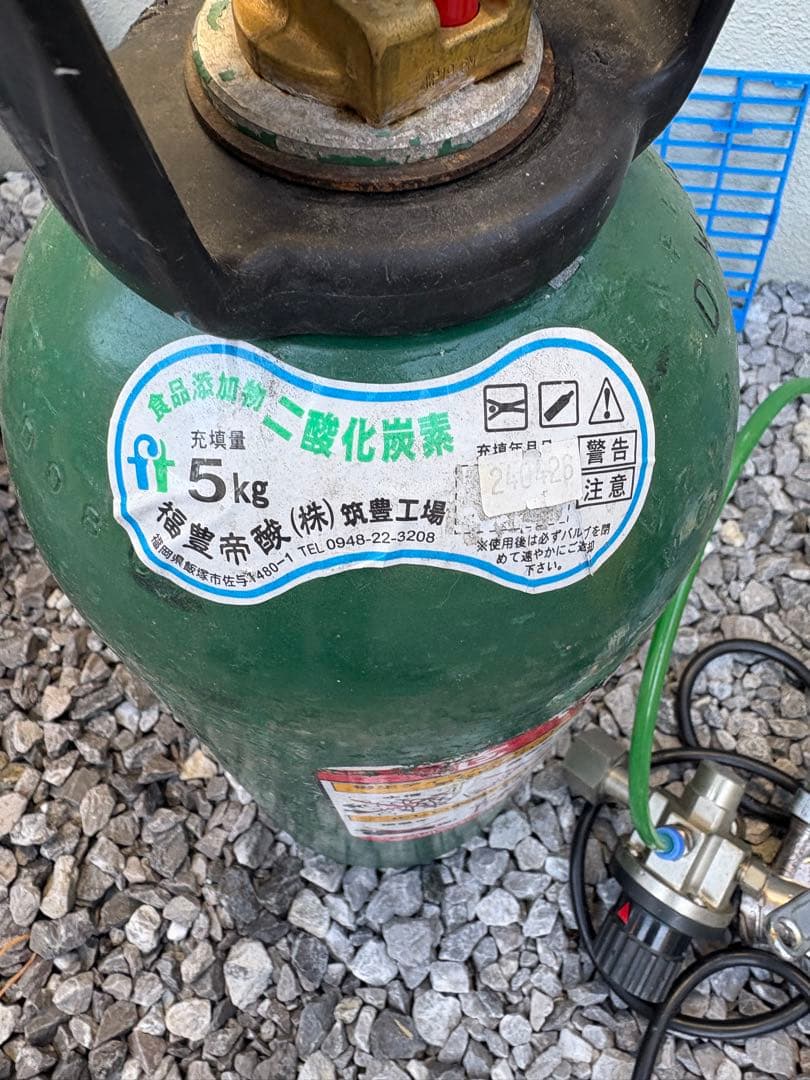 食品添加物
二酸化炭素
充填量
5kg
ft
福豊帝酸(株)筑豊工場
福岡県飯塚市佐与1480-1 TEL 0948-22-3208
充填年月日
240426
警告
注意
※使用後は必ずバルブを閉
めて速やかにご返却
下さい。